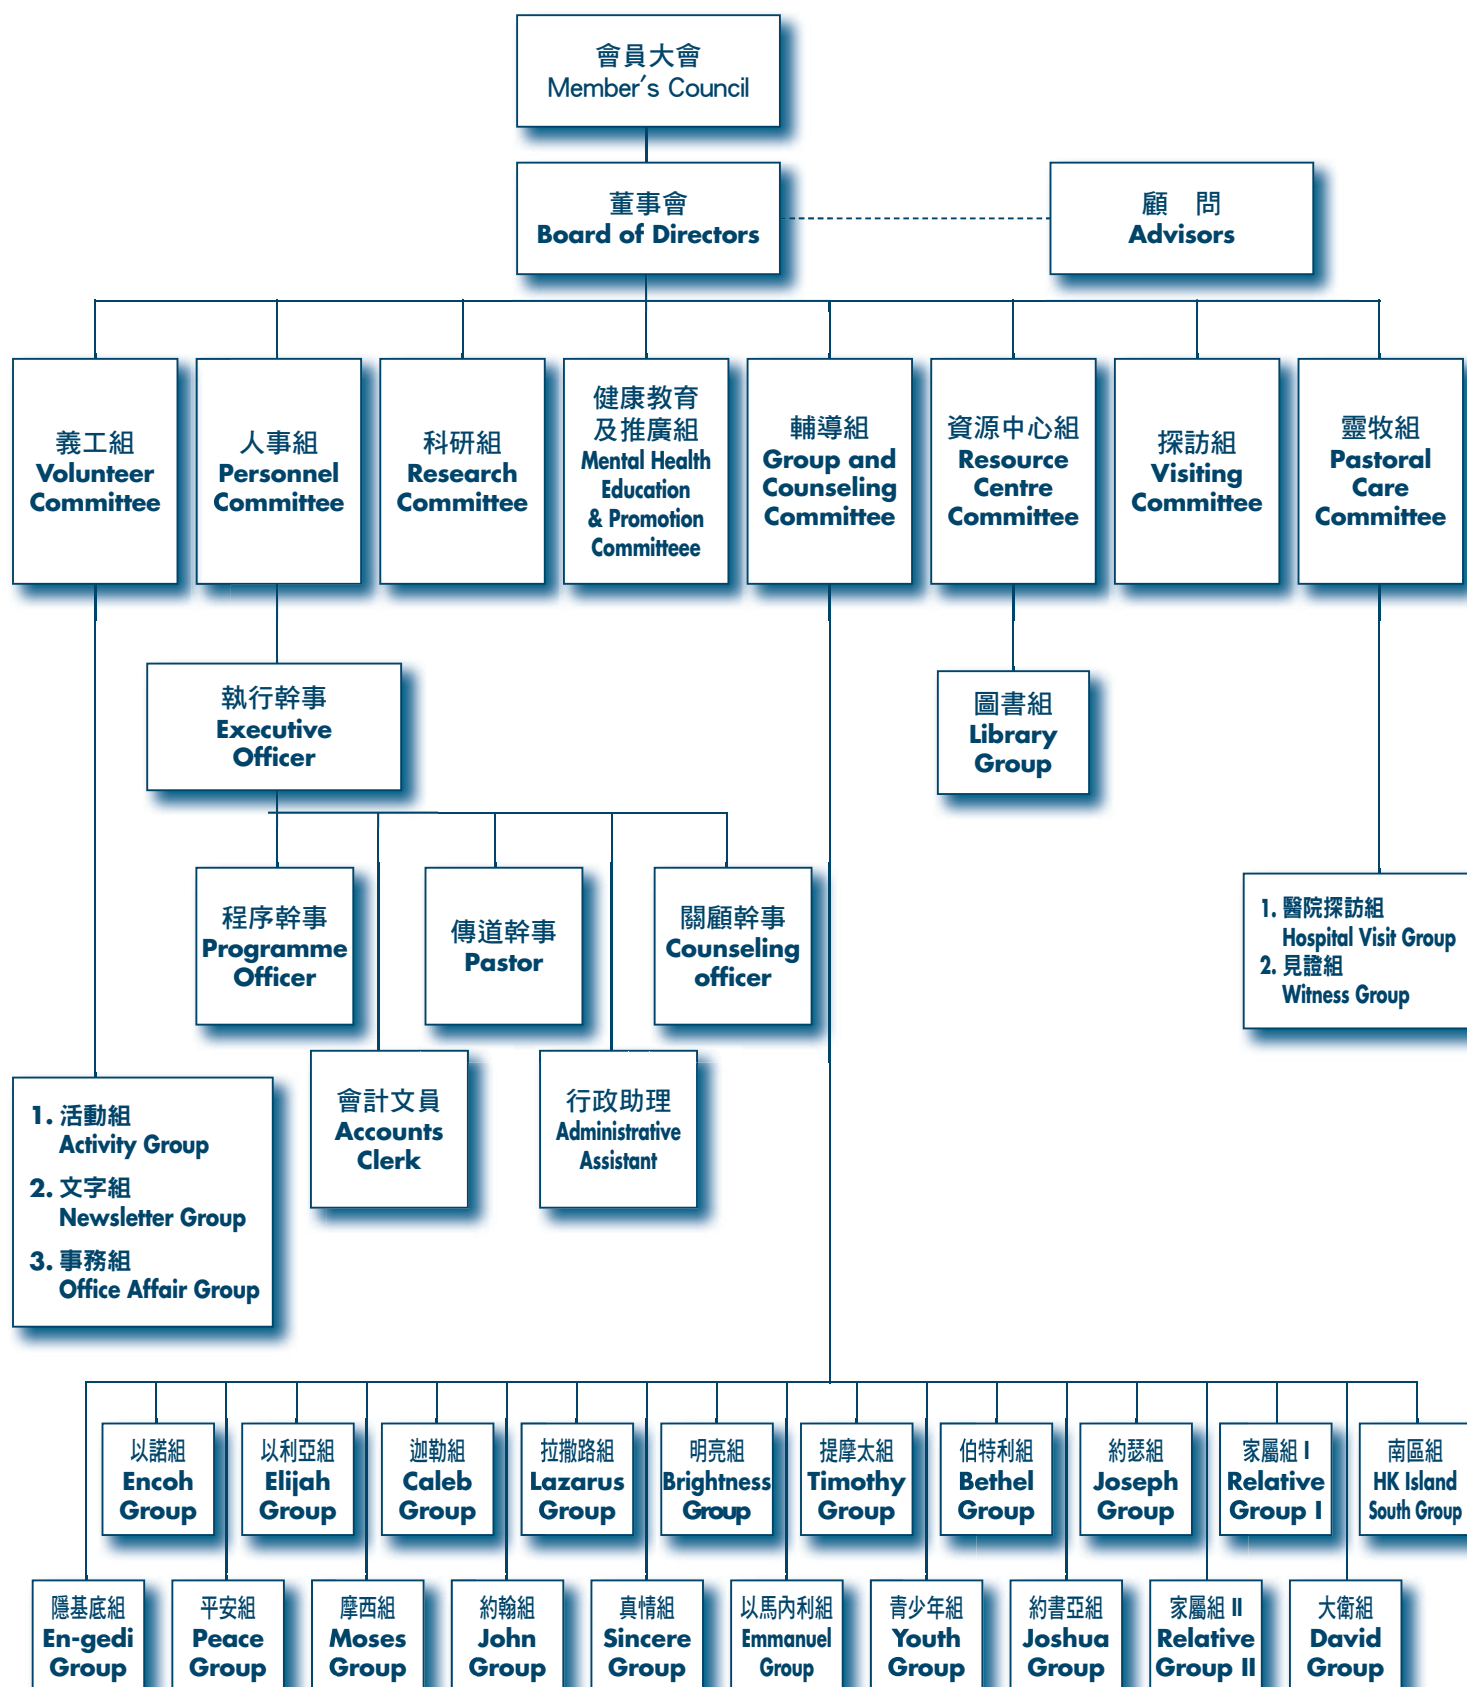 會員大會
Member's Council
董事會
Board of Directors
顧　問
Advisors
義工組
Volunteer
Committee
人事組
Personnel
Committee
科研組
Research
Committee
健康教育
及推廣組
Mental Health
Education
& Promotion
Committeee
輔導組
Group and
Counseling
Committee
資源中心組
Resource
Centre
Committee
探訪組
Visiting
Committee
靈牧組
Pastoral
Care
Committee
執行幹事
Executive
Officer
圖書組
Library
Group
程序幹事
Programme
Officer
傳道幹事
Pastor
關顧幹事
Counseling
officer
1. 醫院探訪組
Hospital Visit Group
2. 見證組
Witness Group
會計文員
Accounts
Clerk
行政助理
Administrative
Assistant
1. 活動組
Activity Group
2. 文字組
Newsletter Group
3. 事務組
Office Affair Group
以諾組
Encoh
Group
以利亞組
Elijah
Group
迦勒組
Caleb
Group
拉撒路組
Lazarus
Group
明亮組
Brightness
Group
提摩太組
Timothy
Group
伯特利組
Bethel
Group
約瑟組
Joseph
Group
家屬組 I
Relative
Group I
南區組
HK Island
South Group
隱基底組
En-gedi
Group
平安組
Peace
Group
摩西組
Moses
Group
約翰組
John
Group
真情組
Sincere
Group
以馬內利組
Emmanuel
Group
青少年組
Youth
Group
約書亞組
Joshua
Group
家屬組 II
Relative
Group II
大衛組
David
Group